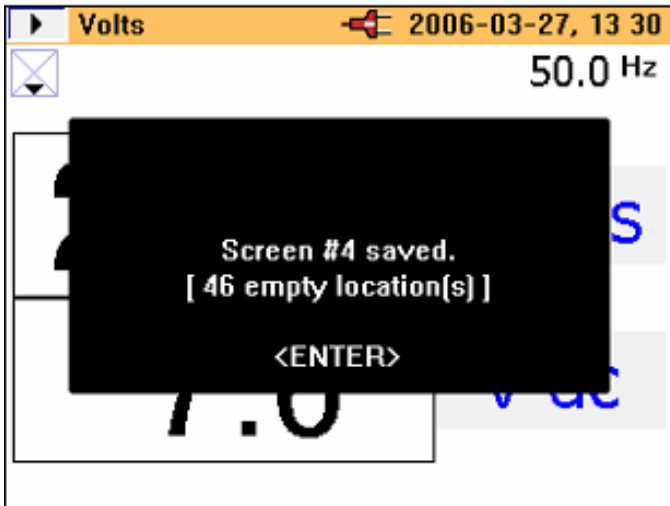 Volts 2006-03-27, 13 30
50.0 Hz
Screen #4 saved.
[ 46 empty location(s) ]
<ENTER>